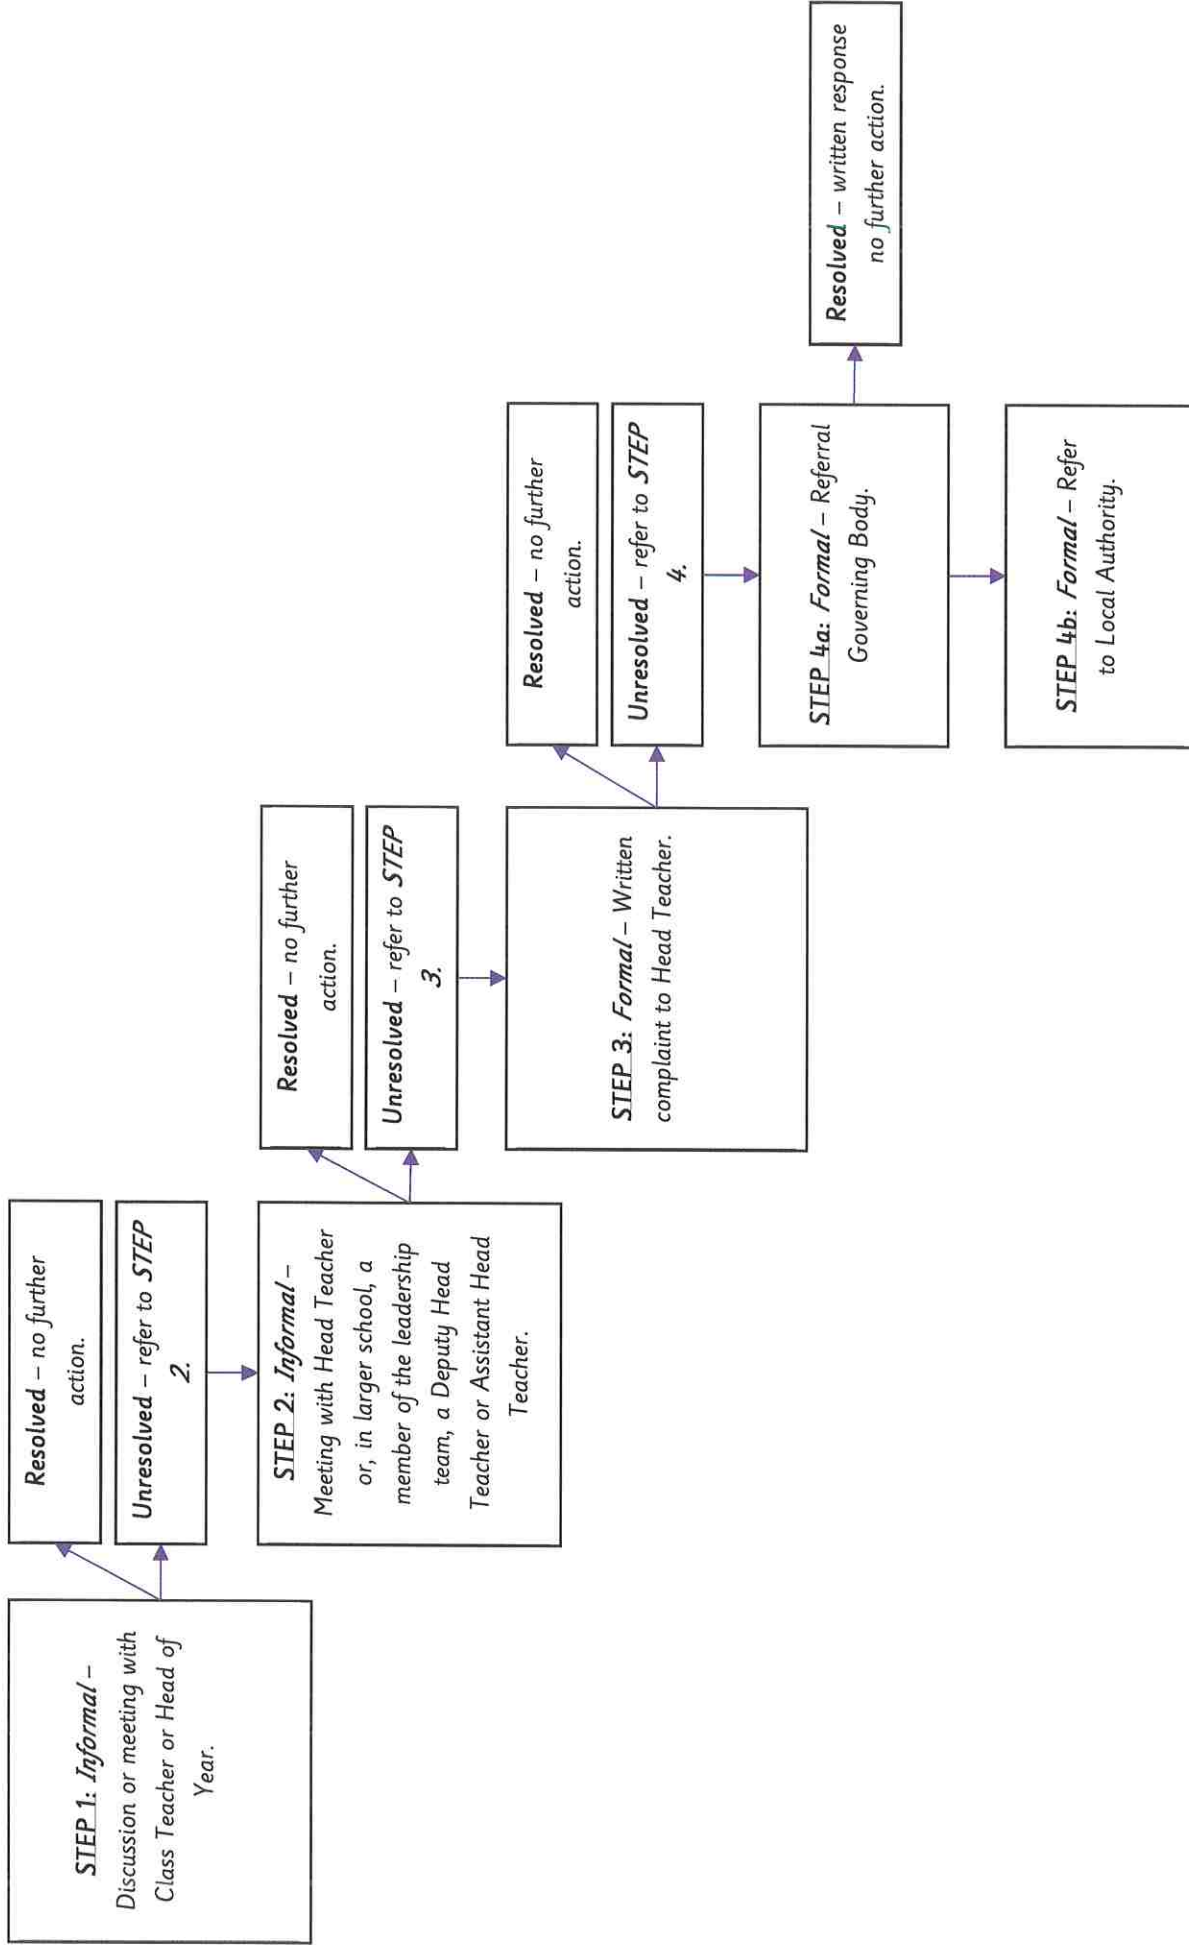 STEP 1: Informal –
Discussion or meeting with
Class Teacher or Head of
Year.
Resolved – no further
action.
Unresolved – refer to STEP
2.
STEP 2: Informal –
Meeting with Head Teacher
or, in larger school, a
member of the leadership
team, a Deputy Head
Teacher or Assistant Head
Teacher.
Resolved – no further
action.
Unresolved – refer to STEP
3.
STEP 3: Formal – Written
complaint to Head Teacher.
Resolved – no further
action.
Unresolved – refer to STEP
4.
STEP 4a: Formal – Referral
Governing Body.
Resolved – written response
no further action.
STEP 4b: Formal – Refer
to Local Authority.